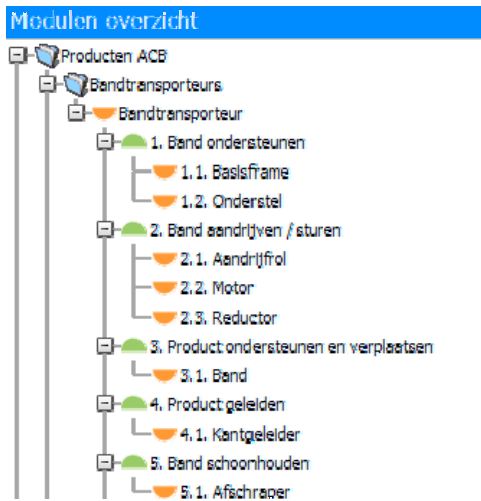 Modulen overzicht
Producten ACB
Bandtransporteurs
Bandtransporteur
1. Band ondersteunen
1.1. Basisframe
1.2. Onderstel
2. Band aandrijven / sturen
2.1. Aandrijfrol
2.2. Motor
2.3. Reductor
3. Product ondersteunen en verplaatsen
3.1. Band
4. Product geleiden
4.1. Kantgeleider
5. Band schoonhouden
5.1. Afschraper